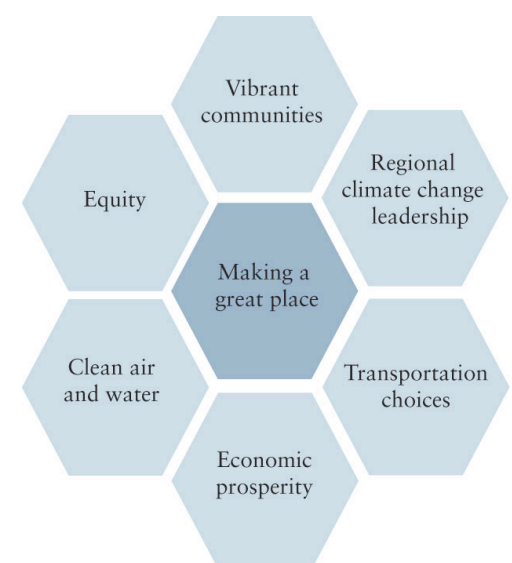 Vibrant
communities
Regional
climate change
leadership
Equity
Making a
great place
Clean air
and water
Transportation
choices
Economic
prosperity